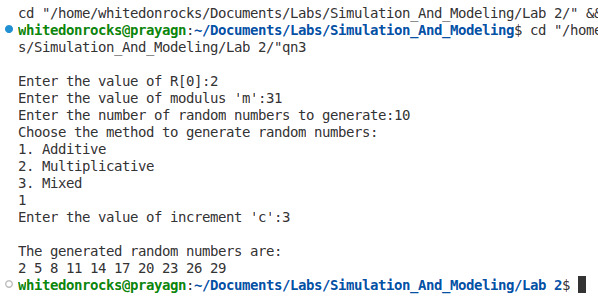 cd "/home/whitedonrocks/Documents/Labs/Simulation_And_Modeling/Lab 2/" &&
whitedonrocks@prayagn:~/Documents/Labs/Simulation_And_Modeling$ cd "/home
s/Simulation_And_Modeling/Lab 2/"qn3
Enter the value of R[0]:2
Enter the value of modulus 'm':31
Enter the number of random numbers to generate:10
Choose the method to generate random numbers:
1. Additive
2. Multiplicative
3. Mixed
1
Enter the value of increment 'c':3
The generated random numbers are:
2 5 8 11 14 17 20 23 26 29
whitedonrocks@prayagn:~/Documents/Labs/Simulation_And_Modeling/Lab 2$